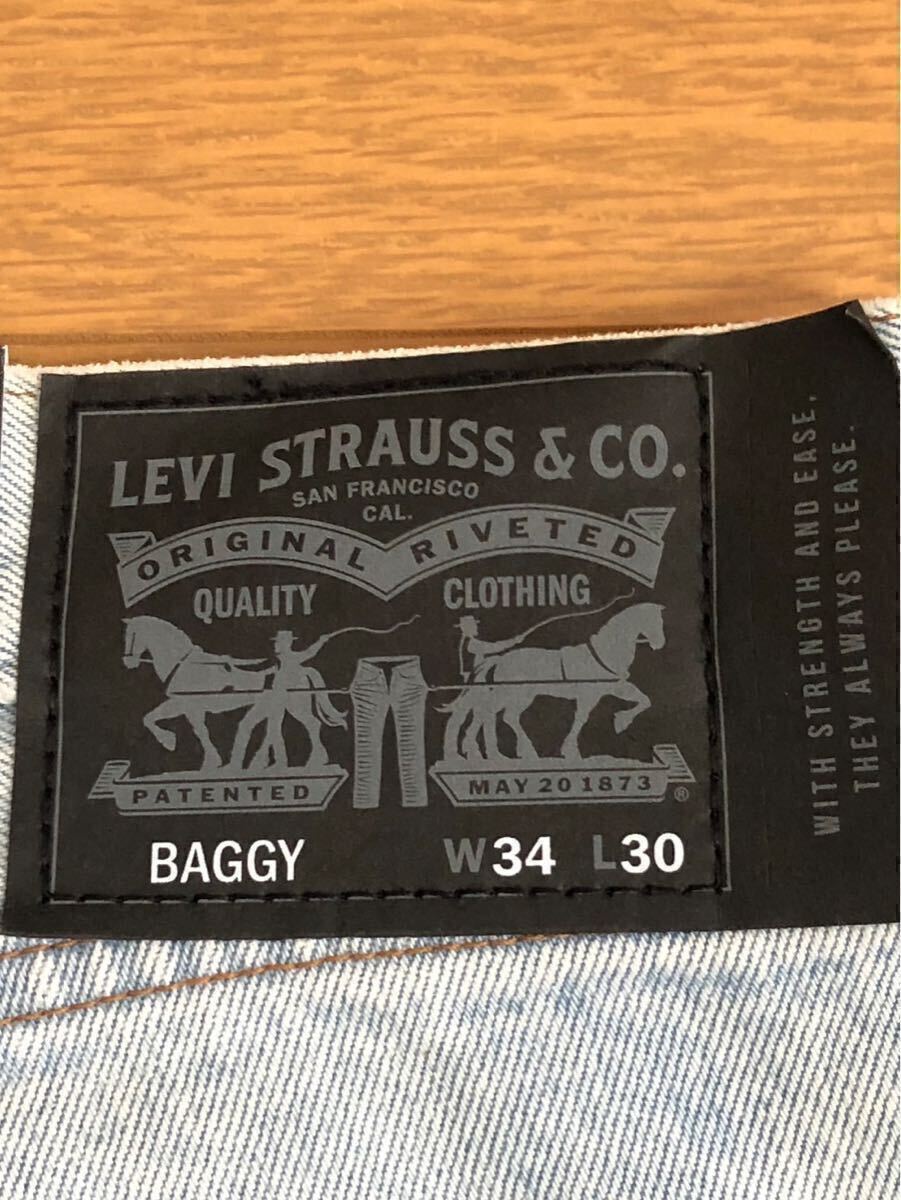 LEVI STRAUSS & CO.
SAN FRANCISCO
CAL.
ORIGINAL RIVETED
QUALITY CLOTHING
PATENTED MAY 20 1873 ®
BAGGY W34 L30
WITH STRENGTH AND EASE,
THEY ALWAYS PLEASE.